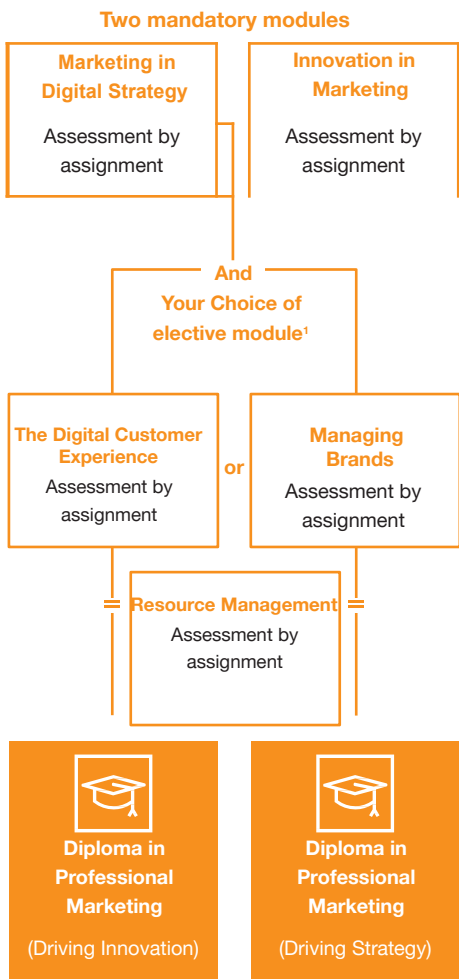 Two mandatory modules
Marketing in
Digital Strategy
Assessment by
assignment
Innovation in
Marketing
Assessment by
assignment
And
Your Choice of
elective module¹
The Digital Customer
Experience
Assessment by
assignment
or
Managing
Brands
Assessment by
assignment
=
Resource Management
=
Assessment by
assignment
Diploma in
Professional
Marketing
(Driving Innovation)
Diploma in
Professional
Marketing
(Driving Strategy)